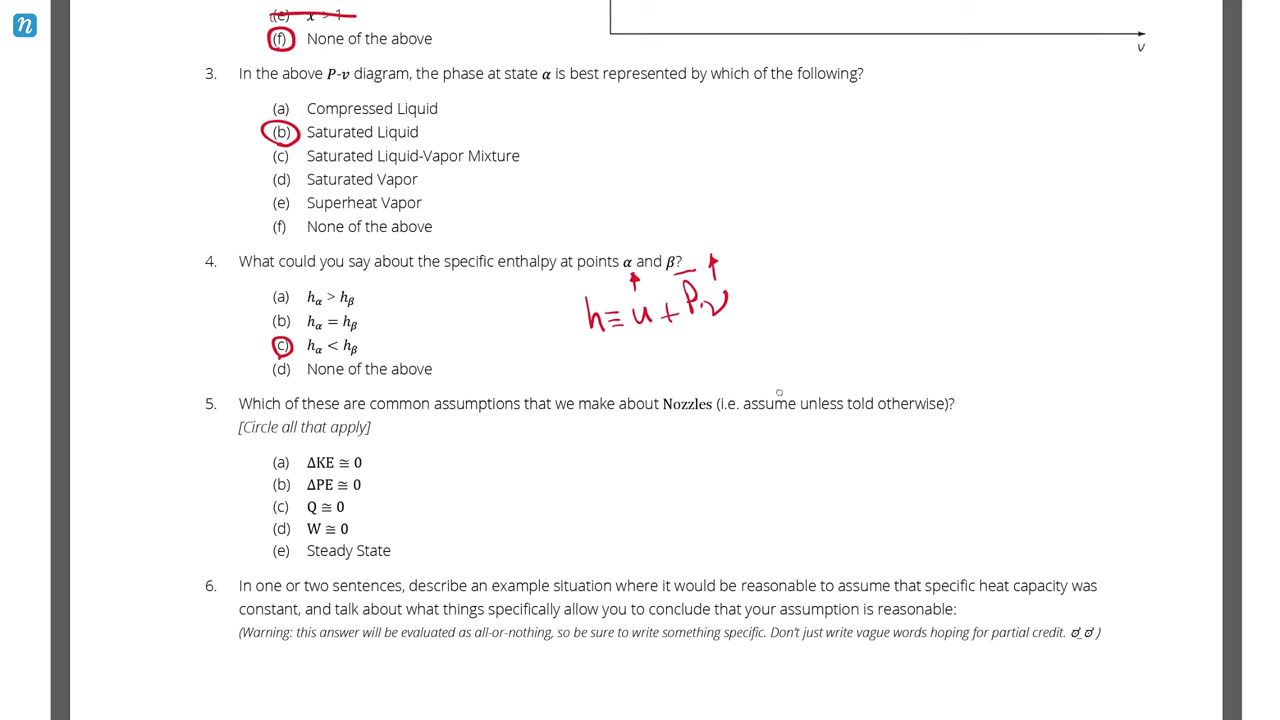 n
(e) x > 1
(f) None of the above
v
3. In the above P-v diagram, the phase at state α is best represented by which of the following?
(a) Compressed Liquid
(b) Saturated Liquid
(c) Saturated Liquid-Vapor Mixture
(d) Saturated Vapor
(e) Superheat Vapor
(f) None of the above
4. What could you say about the specific enthalpy at points α and β?
(a) hα > hβ
(b) hα = hβ
(c) hα < hβ
(d) None of the above
h ≡ u + P·v
5. Which of these are common assumptions that we make about Nozzles (i.e. assume unless told otherwise)?
[Circle all that apply]
(a) ΔKE ≅ 0
(b) ΔPE ≅ 0
(c) Q ≅ 0
(d) W ≅ 0
(e) Steady State
6. In one or two sentences, describe an example situation where it would be reasonable to assume that specific heat capacity was
constant, and talk about what things specifically allow you to conclude that your assumption is reasonable:
(Warning: this answer will be evaluated as all-or-nothing, so be sure to write something specific. Don't just write vague words hoping for partial credit. ಠ_ಠ )